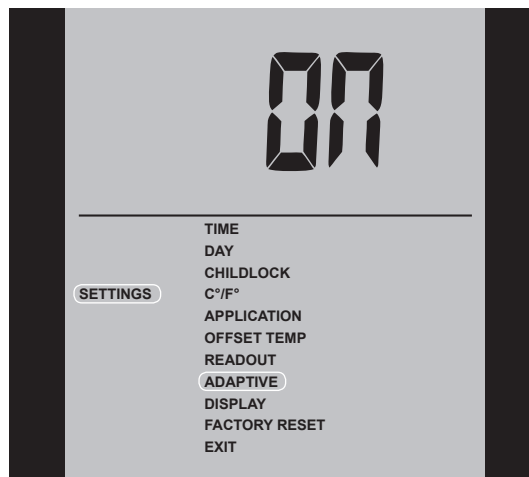 ON
TIME
DAY
CHILDLOCK
SETTINGS
C°/F°
APPLICATION
OFFSET TEMP
READOUT
ADAPTIVE
DISPLAY
FACTORY RESET
EXIT